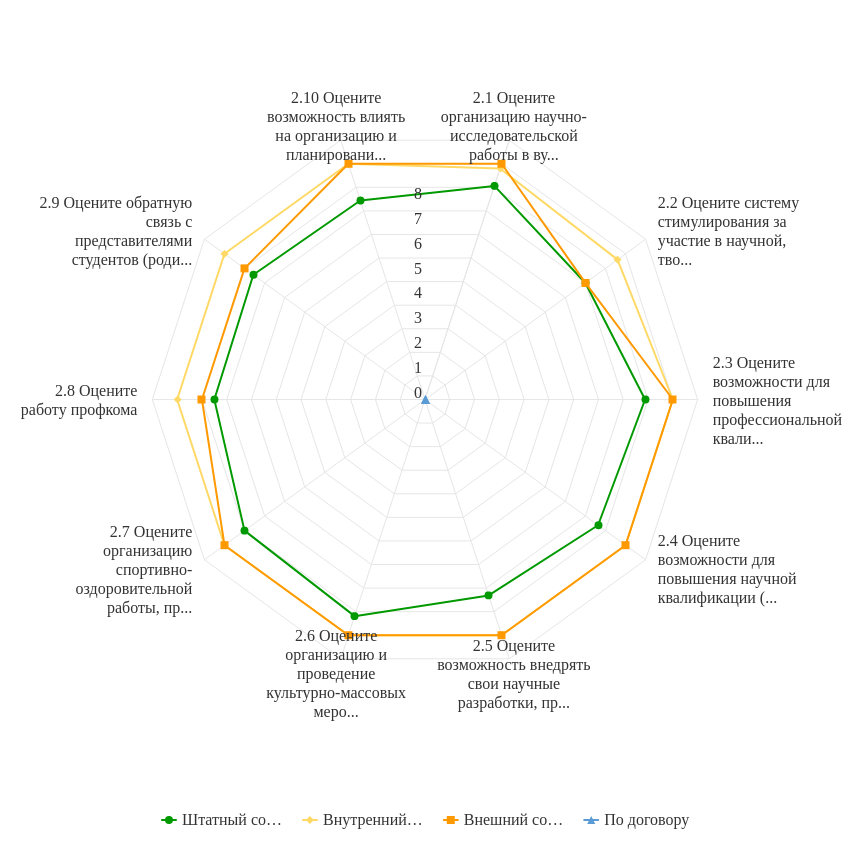 2.10 Оцените
возможность влиять
на организацию и
планировани...
2.1 Оцените
организацию научно-
исследовательской
работы в ву...
2.2 Оцените систему
стимулирования за
участие в научной,
тво...
2.3 Оцените
возможности для
повышения
профессиональной
квали...
2.4 Оцените
возможности для
повышения научной
квалификации (...
2.5 Оцените
возможность внедрять
свои научные
разработки, пр...
2.6 Оцените
организацию и
проведение
культурно-массовых
меро...
2.7 Оцените
организацию
спортивно-
оздоровительной
работы, пр...
2.8 Оцените
работу профкома
2.9 Оцените обратную
связь с
представителями
студентов (роди...
8
7
6
5
4
3
2
1
0
Штатный со…
Внутренний…
Внешний со…
По договору